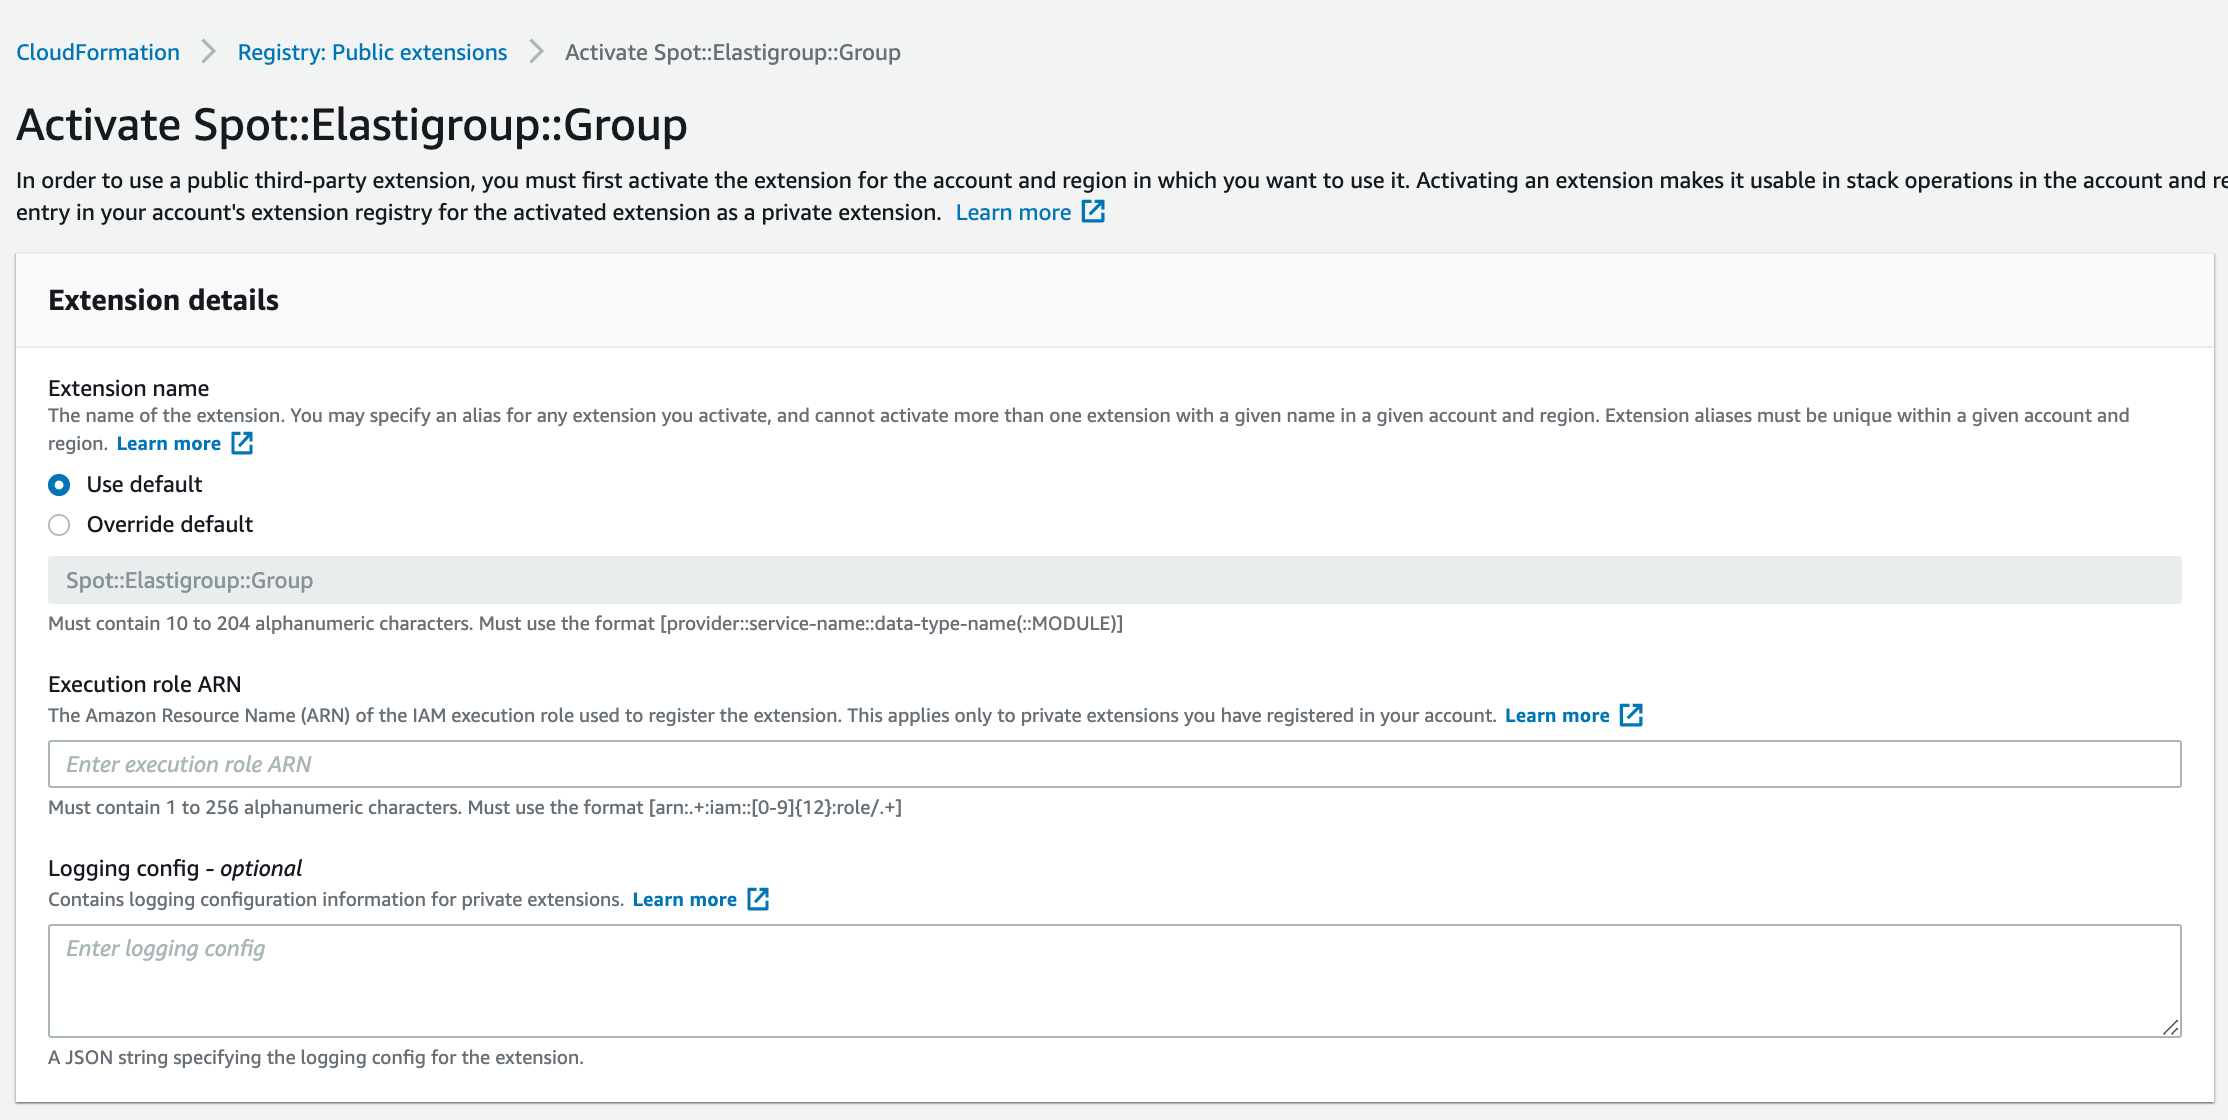 CloudFormation > Registry: Public extensions > Activate Spot::Elastigroup::Group
Activate Spot::Elastigroup::Group
In order to use a public third-party extension, you must first activate the extension for the account and region in which you want to use it. Activating an extension makes it usable in stack operations in the account and
entry in your account's extension registry for the activated extension as a private extension. Learn more
Extension details
Extension name
The name of the extension. You may specify an alias for any extension you activate, and cannot activate more than one extension with a given name in a given account and region. Extension aliases must be unique within a given account and
region. Learn more
Use default
Override default
Spot::Elastigroup::Group
Must contain 10 to 204 alphanumeric characters. Must use the format [provider::service-name::data-type-name(::MODULE)]
Execution role ARN
The Amazon Resource Name (ARN) of the IAM execution role used to register the extension. This applies only to private extensions you have registered in your account. Learn more
Enter execution role ARN
Must contain 1 to 256 alphanumeric characters. Must use the format [arn:.+:iam::[0-9]{12}:role/.+]
Logging config - optional
Contains logging configuration information for private extensions. Learn more
Enter logging config
A JSON string specifying the logging config for the extension.